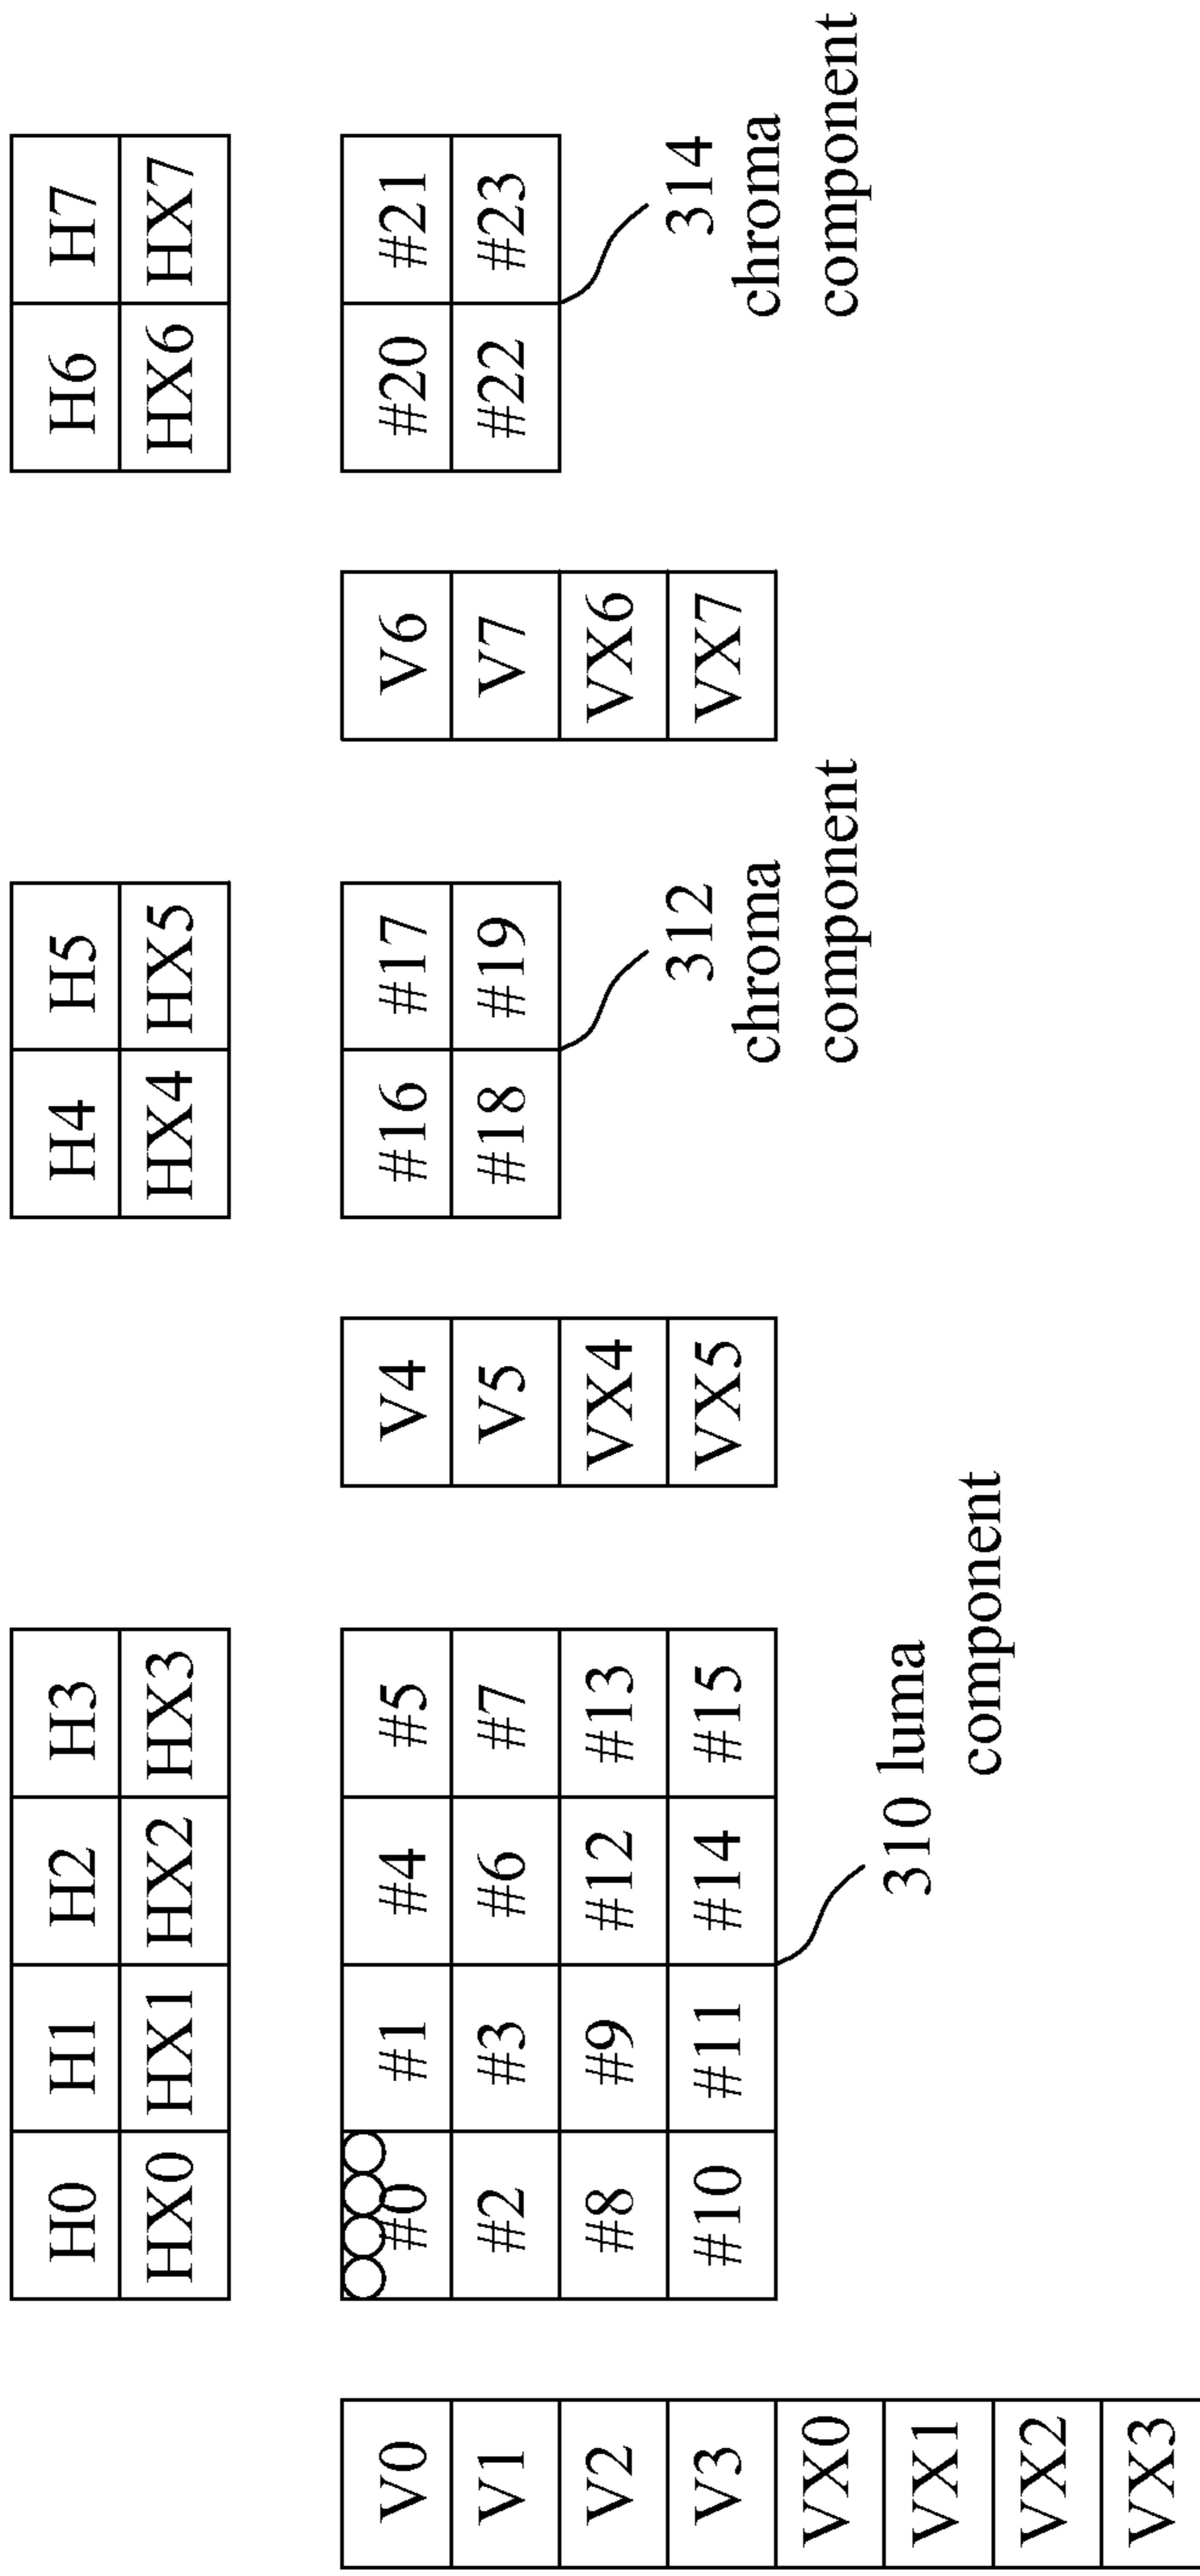 H0 H1 H2 H3
HX0 HX1 HX2 HX3
H4 H5
HX4 HX5
H6 H7
HX6 HX7
V0
V1
V2
V3
VX0
VX1
VX2
VX3
#0 #1 #4 #5
#2 #3 #6 #7
#8 #9 #12 #13
#10 #11 #14 #15
310 luma
component
V4
V5
VX4
VX5
#16 #17
#18 #19
312
chroma
component
V6
V7
VX6
VX7
#20 #21
#22 #23
314
chroma
component